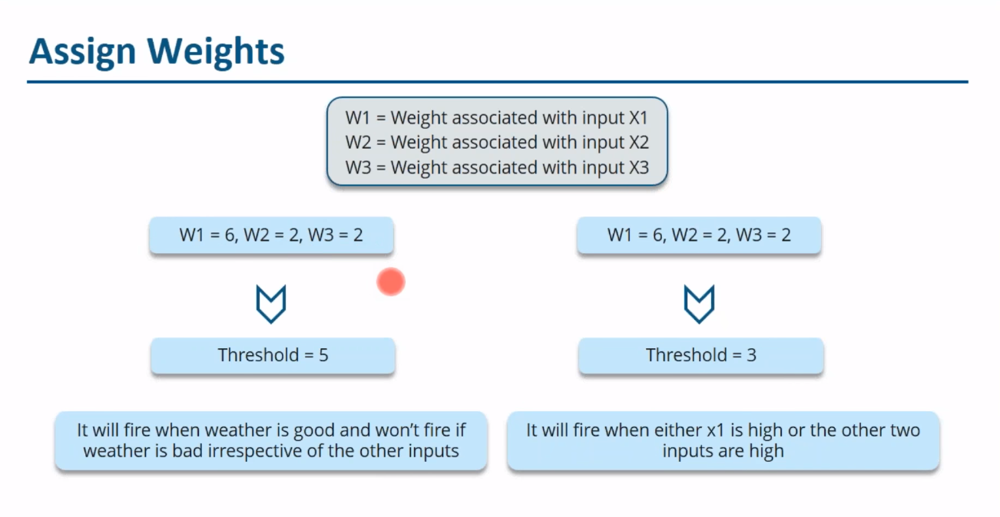 Assign Weights
W1 = Weight associated with input X1
W2 = Weight associated with input X2
W3 = Weight associated with input X3
W1 = 6, W2 = 2, W3 = 2
W1 = 6, W2 = 2, W3 = 2
Threshold = 5
Threshold = 3
It will fire when weather is good and won’t fire if
weather is bad irrespective of the other inputs
It will fire when either x1 is high or the other two
inputs are high